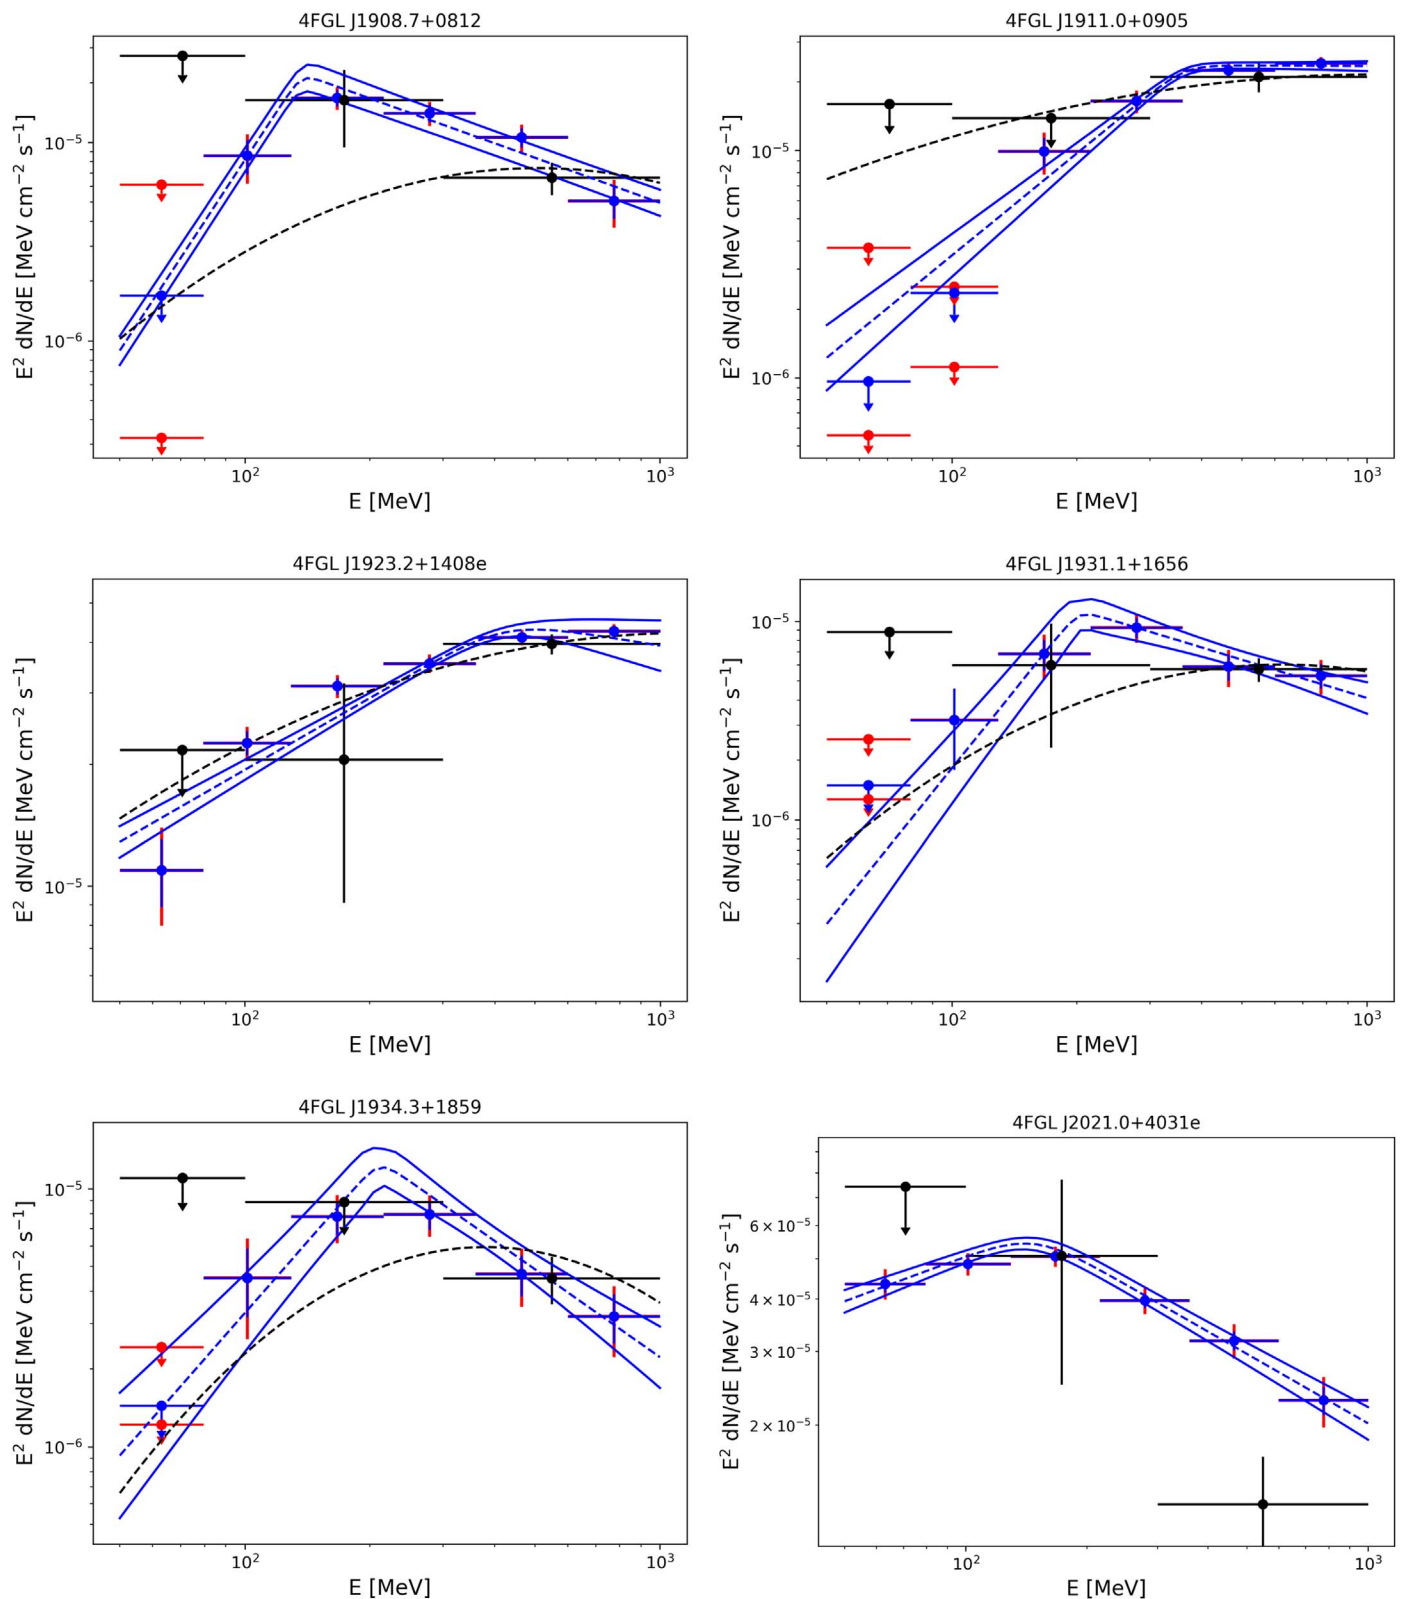 4FGL J1908.7+0812
E² dN/dE [MeV cm⁻² s⁻¹]
10⁻⁵
10⁻⁶
10²
10³
E [MeV]
4FGL J1911.0+0905
E² dN/dE [MeV cm⁻² s⁻¹]
10⁻⁵
10⁻⁶
10²
10³
E [MeV]
4FGL J1923.2+1408e
E² dN/dE [MeV cm⁻² s⁻¹]
10⁻⁵
10²
10³
E [MeV]
4FGL J1931.1+1656
E² dN/dE [MeV cm⁻² s⁻¹]
10⁻⁵
10⁻⁶
10²
10³
E [MeV]
4FGL J1934.3+1859
E² dN/dE [MeV cm⁻² s⁻¹]
10⁻⁵
10⁻⁶
10²
10³
E [MeV]
4FGL J2021.0+4031e
E² dN/dE [MeV cm⁻² s⁻¹]
6 × 10⁻⁵
4 × 10⁻⁵
3 × 10⁻⁵
2 × 10⁻⁵
10²
10³
E [MeV]